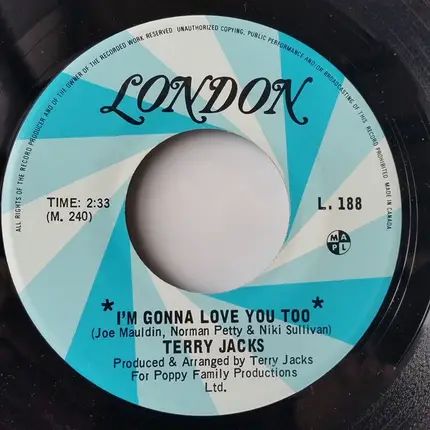 ALL RIGHTS OF THE RECORD PRODUCER AND OF THE OWNER OF THE RECORDED WORK RESERVED UNAUTHORIZED COPYING, PUBLIC PERFORMANCE AND/OR BROADCASTING OF THIS RECORD PROHIBITED MADE IN CANADA.
LONDON
TIME: 2:33
(M. 240)
L. 188
M A P L
* I'M GONNA LOVE YOU TOO *
(Joe Mauldin, Norman Petty & Niki Sullivan)
TERRY JACKS
Produced & Arranged by Terry Jacks
For Poppy Family Productions
Ltd.